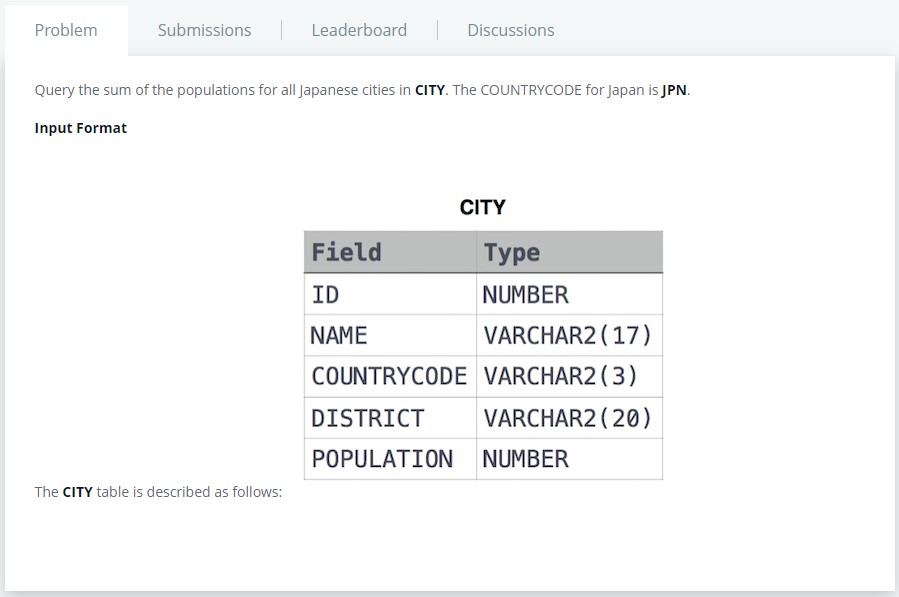 Problem
Submissions
Leaderboard
Discussions
Query the sum of the populations for all Japanese cities in CITY. The COUNTRYCODE for Japan is JPN.
Input Format
CITY
Field Type
ID NUMBER
NAME VARCHAR2(17)
COUNTRYCODE VARCHAR2(3)
DISTRICT VARCHAR2(20)
POPULATION NUMBER
The CITY table is described as follows: